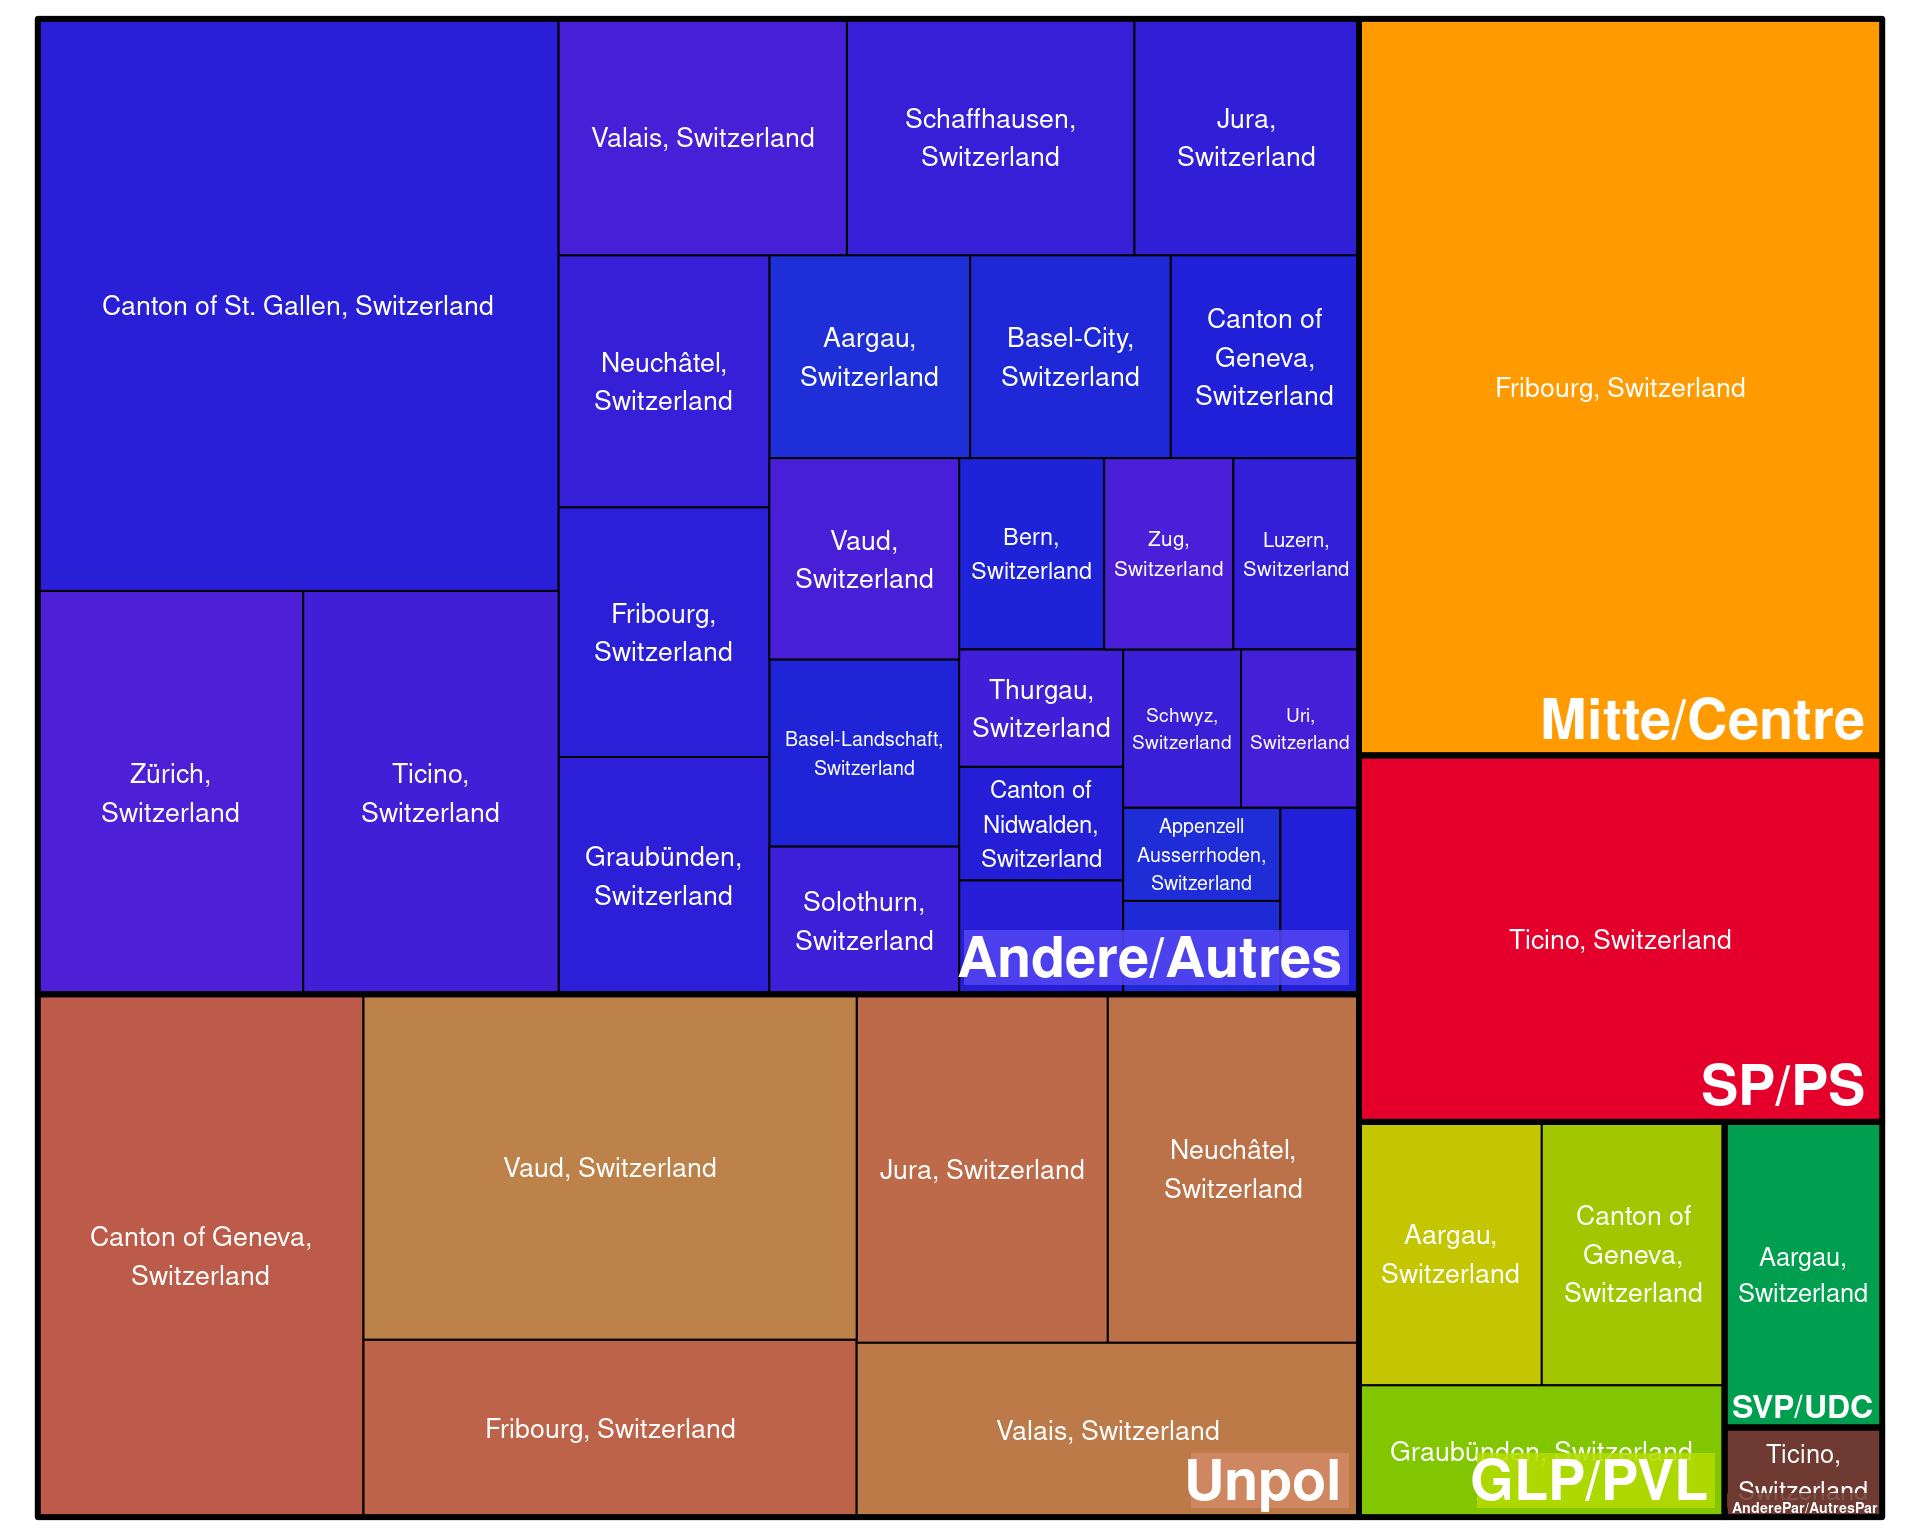 Canton of St. Gallen, Switzerland
Valais, Switzerland
Schaffhausen,
Switzerland
Jura,
Switzerland
Neuchâtel,
Switzerland
Aargau,
Switzerland
Basel-City,
Switzerland
Canton of
Geneva,
Switzerland
Zürich,
Switzerland
Ticino,
Switzerland
Fribourg,
Switzerland
Vaud,
Switzerland
Bern,
Switzerland
Zug,
Switzerland
Luzern,
Switzerland
Basel-Landschaft,
Switzerland
Thurgau,
Switzerland
Schwyz,
Switzerland
Uri,
Switzerland
Graubünden,
Switzerland
Solothurn,
Switzerland
Canton of
Nidwalden,
Switzerland
Appenzell
Ausserrhoden,
Switzerland
Andere/Autres
Fribourg, Switzerland
Mitte/Centre
Ticino, Switzerland
SP/PS
Canton of Geneva,
Switzerland
Vaud, Switzerland
Jura, Switzerland
Neuchâtel,
Switzerland
Fribourg, Switzerland
Valais, Switzerland
Unpol
Aargau,
Switzerland
Canton of
Geneva,
Switzerland
Graubünden, Switzerland
GLP/PVL
Aargau,
Switzerland
SVP/UDC
Ticino,
Switzerland
AnderePar/AutresPar